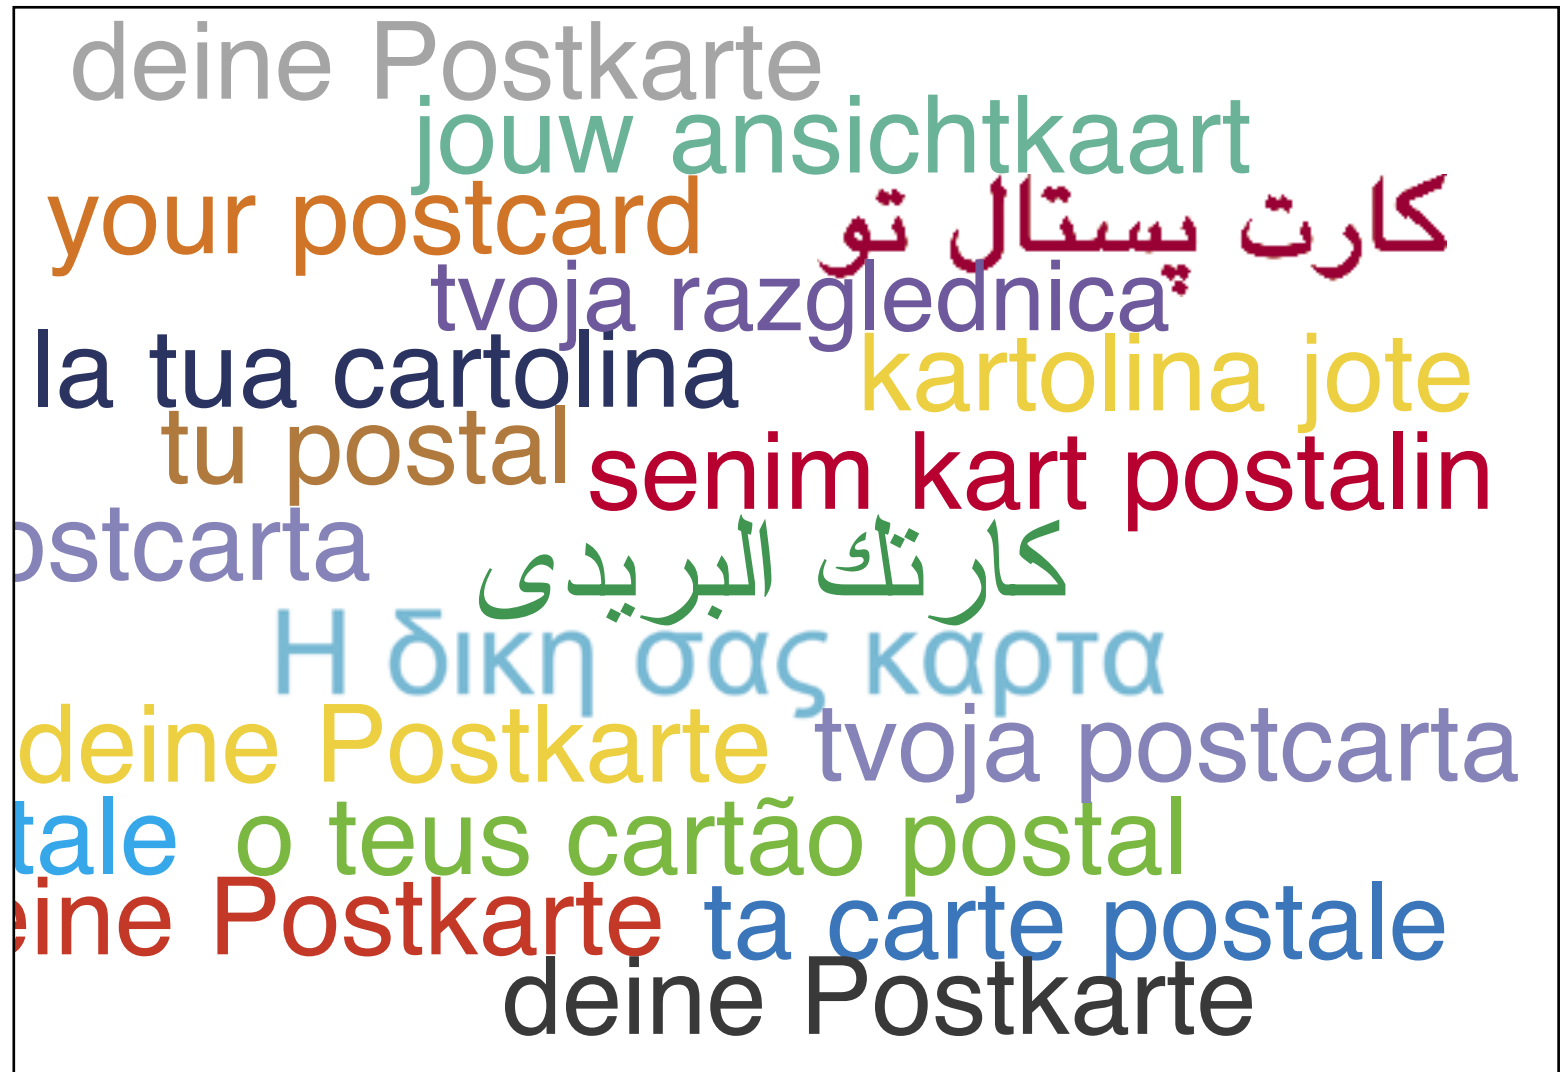 deine Postkarte
jouw ansichtkaart
your postcard
کارت پستال تو
tvoja razglednica
la tua cartolina
kartolina jote
tu postal
senim kart postalin
ostcarta
كارتك البريدى
Η δικη σας καρτα
deine Postkarte
tvoja postcarta
tale
o teus cartão postal
eine Postkarte
ta carte postale
deine Postkarte